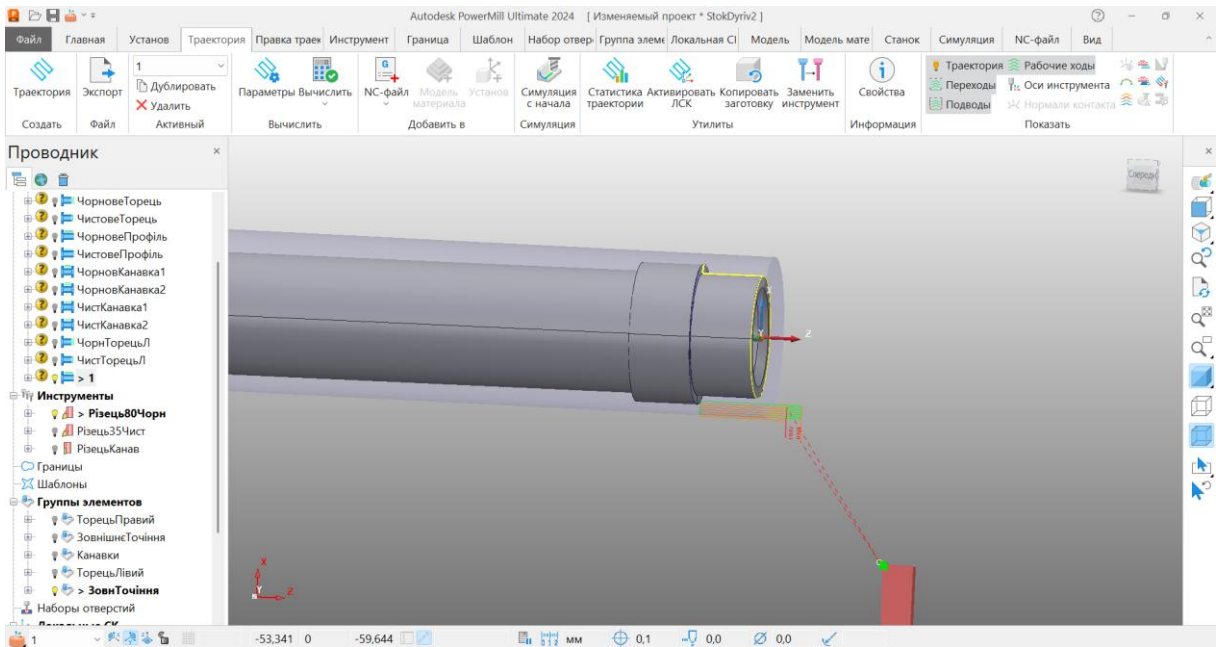 Autodesk PowerMill Ultimate 2024 [ Изменяемый проект * StokDyriv2 ]
Файл Главная Установ Траектория Правка траек Инструмент Граница Шаблон Набор отвер Группа элеме Локальная СІ Модель Модель мате Станок Симуляция NC-файл Вид
1
Траектория Экспорт Дублировать Удалить Параметры Вычислить NC-файл Модель материала Установ Симуляция с начала Статистика траектории Активировать ЛСК Копировать заготовку Заменить инструмент Свойства
Траектория Рабочие ходы
Переходы Оси инструмента
Подводы Нормали контакта
Создать Файл Активный Вычислить Добавить в Симуляция Утилиты Информация Показать
Проводник
Спереди
ЧорновеТорець
ЧистовеТорець
ЧорновеПрофіль
ЧистовеПрофіль
ЧорновКанавка1
ЧорновКанавка2
ЧистКанавка1
ЧистКанавка2
ЧорнТорецьЛ
ЧистТорецьЛ
> 1
Инструменты
> Різець80Чорн
Різець35Чист
РізецьКанав
Границы
Шаблоны
Группы элементов
ТорецьПравий
ЗовнішнєТочіння
Канавки
ТорецьЛівий
> ЗовнТочіння
Наборы отверстий
X
Y
Z
X
Y
Z
1 -53,341 0 -59,644 мм 0,1 0,0 0,0